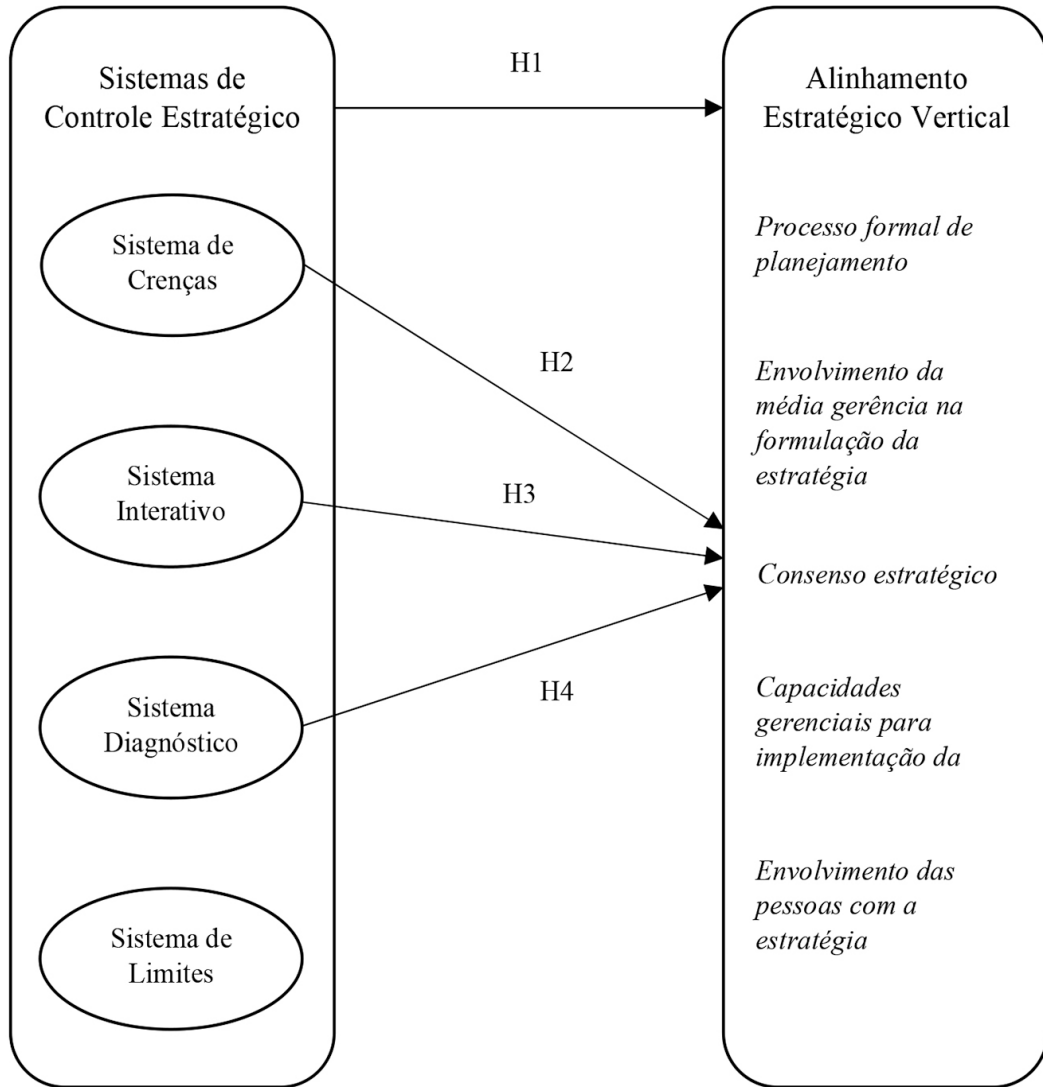 Sistemas de
Controle Estratégico
Sistema de
Crenças
Sistema
Interativo
Sistema
Diagnóstico
Sistema de
Limites
H1
H2
H3
H4
Alinhamento
Estratégico Vertical
Processo formal de
planejamento
Envolvimento da
média gerência na
formulação da
estratégia
Consenso estratégico
Capacidades
gerenciais para
implementação da
Envolvimento das
pessoas com a
estratégia